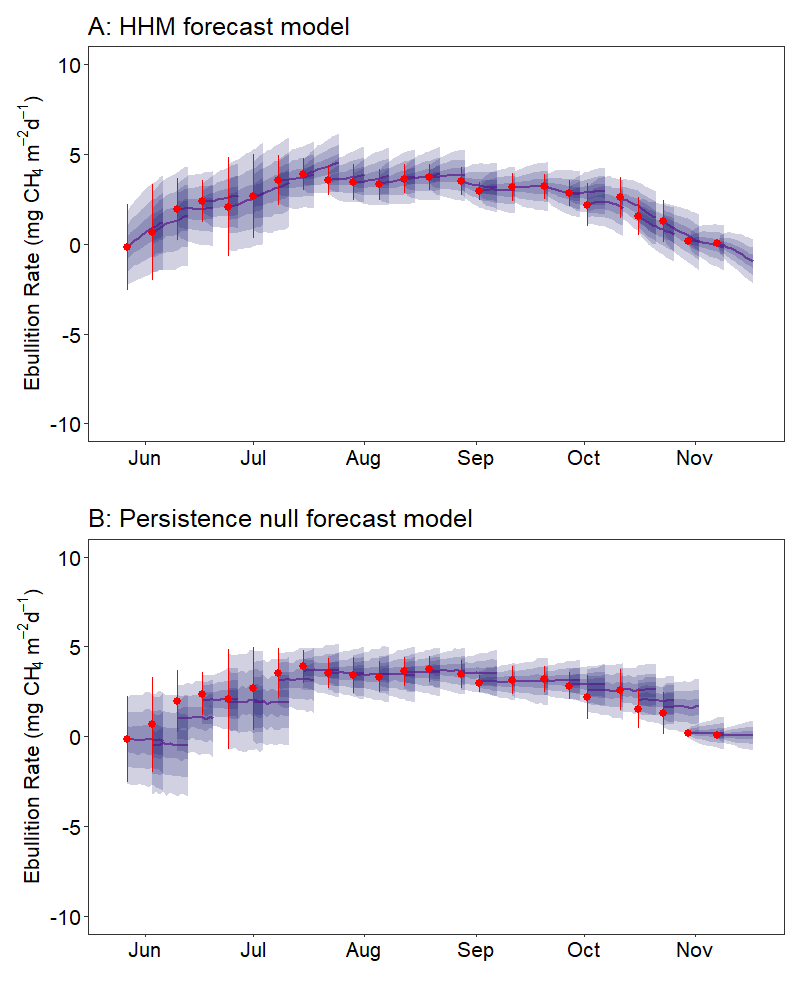 A: HHM forecast model
Ebullition Rate (mg CH₄ m⁻²d⁻¹)
10
5
0
-5
-10
Jun Jul Aug Sep Oct Nov
B: Persistence null forecast model
Ebullition Rate (mg CH₄ m⁻²d⁻¹)
10
5
0
-5
-10
Jun Jul Aug Sep Oct Nov